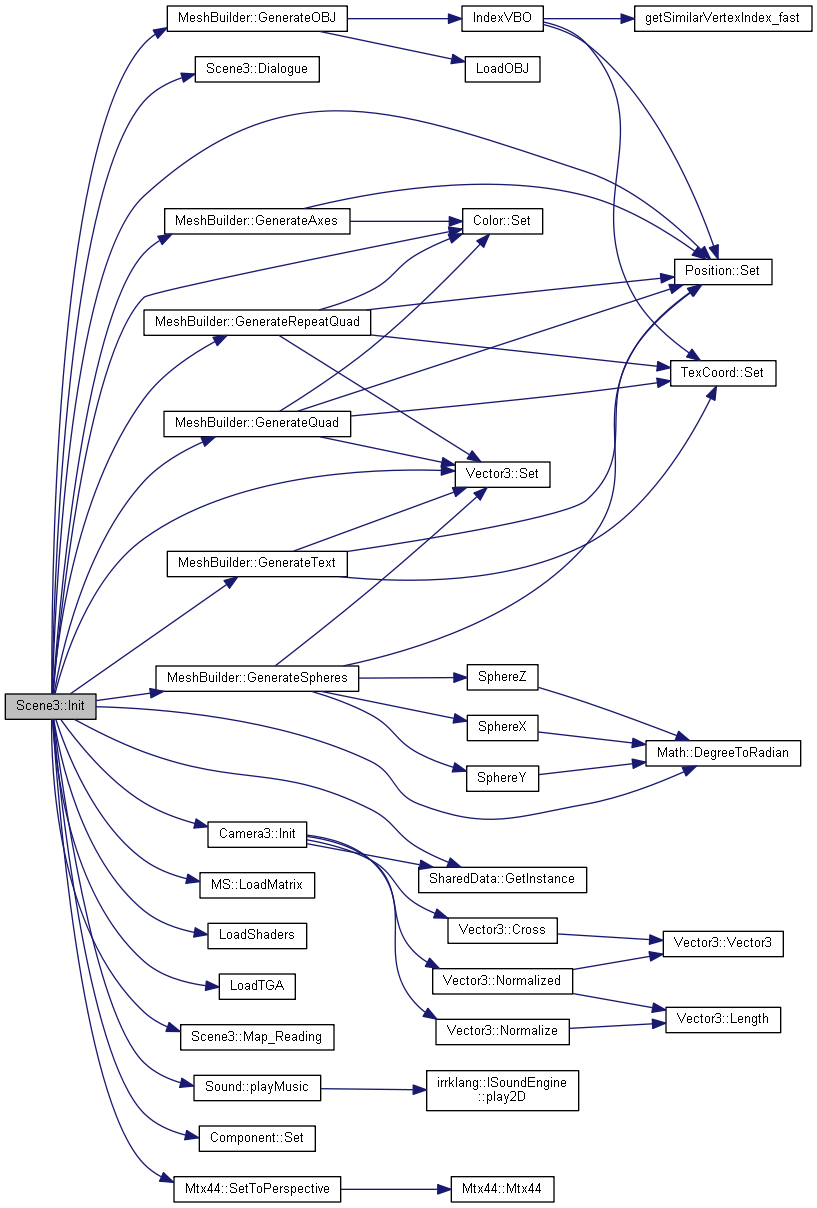 MeshBuilder::GenerateOBJ
IndexVBO
getSimilarVertexIndex_fast
Scene3::Dialogue
LoadOBJ
MeshBuilder::GenerateAxes
Color::Set
Position::Set
MeshBuilder::GenerateRepeatQuad
TexCoord::Set
MeshBuilder::GenerateQuad
Vector3::Set
MeshBuilder::GenerateText
MeshBuilder::GenerateSpheres
SphereZ
Scene3::Init
SphereX
Math::DegreeToRadian
SphereY
Camera3::Init
SharedData::GetInstance
MS::LoadMatrix
Vector3::Cross
LoadShaders
Vector3::Vector3
Vector3::Normalized
LoadTGA
Vector3::Length
Vector3::Normalize
Scene3::Map_Reading
Sound::playMusic
irrklang::ISoundEngine
::play2D
Component::Set
Mtx44::SetToPerspective
Mtx44::Mtx44